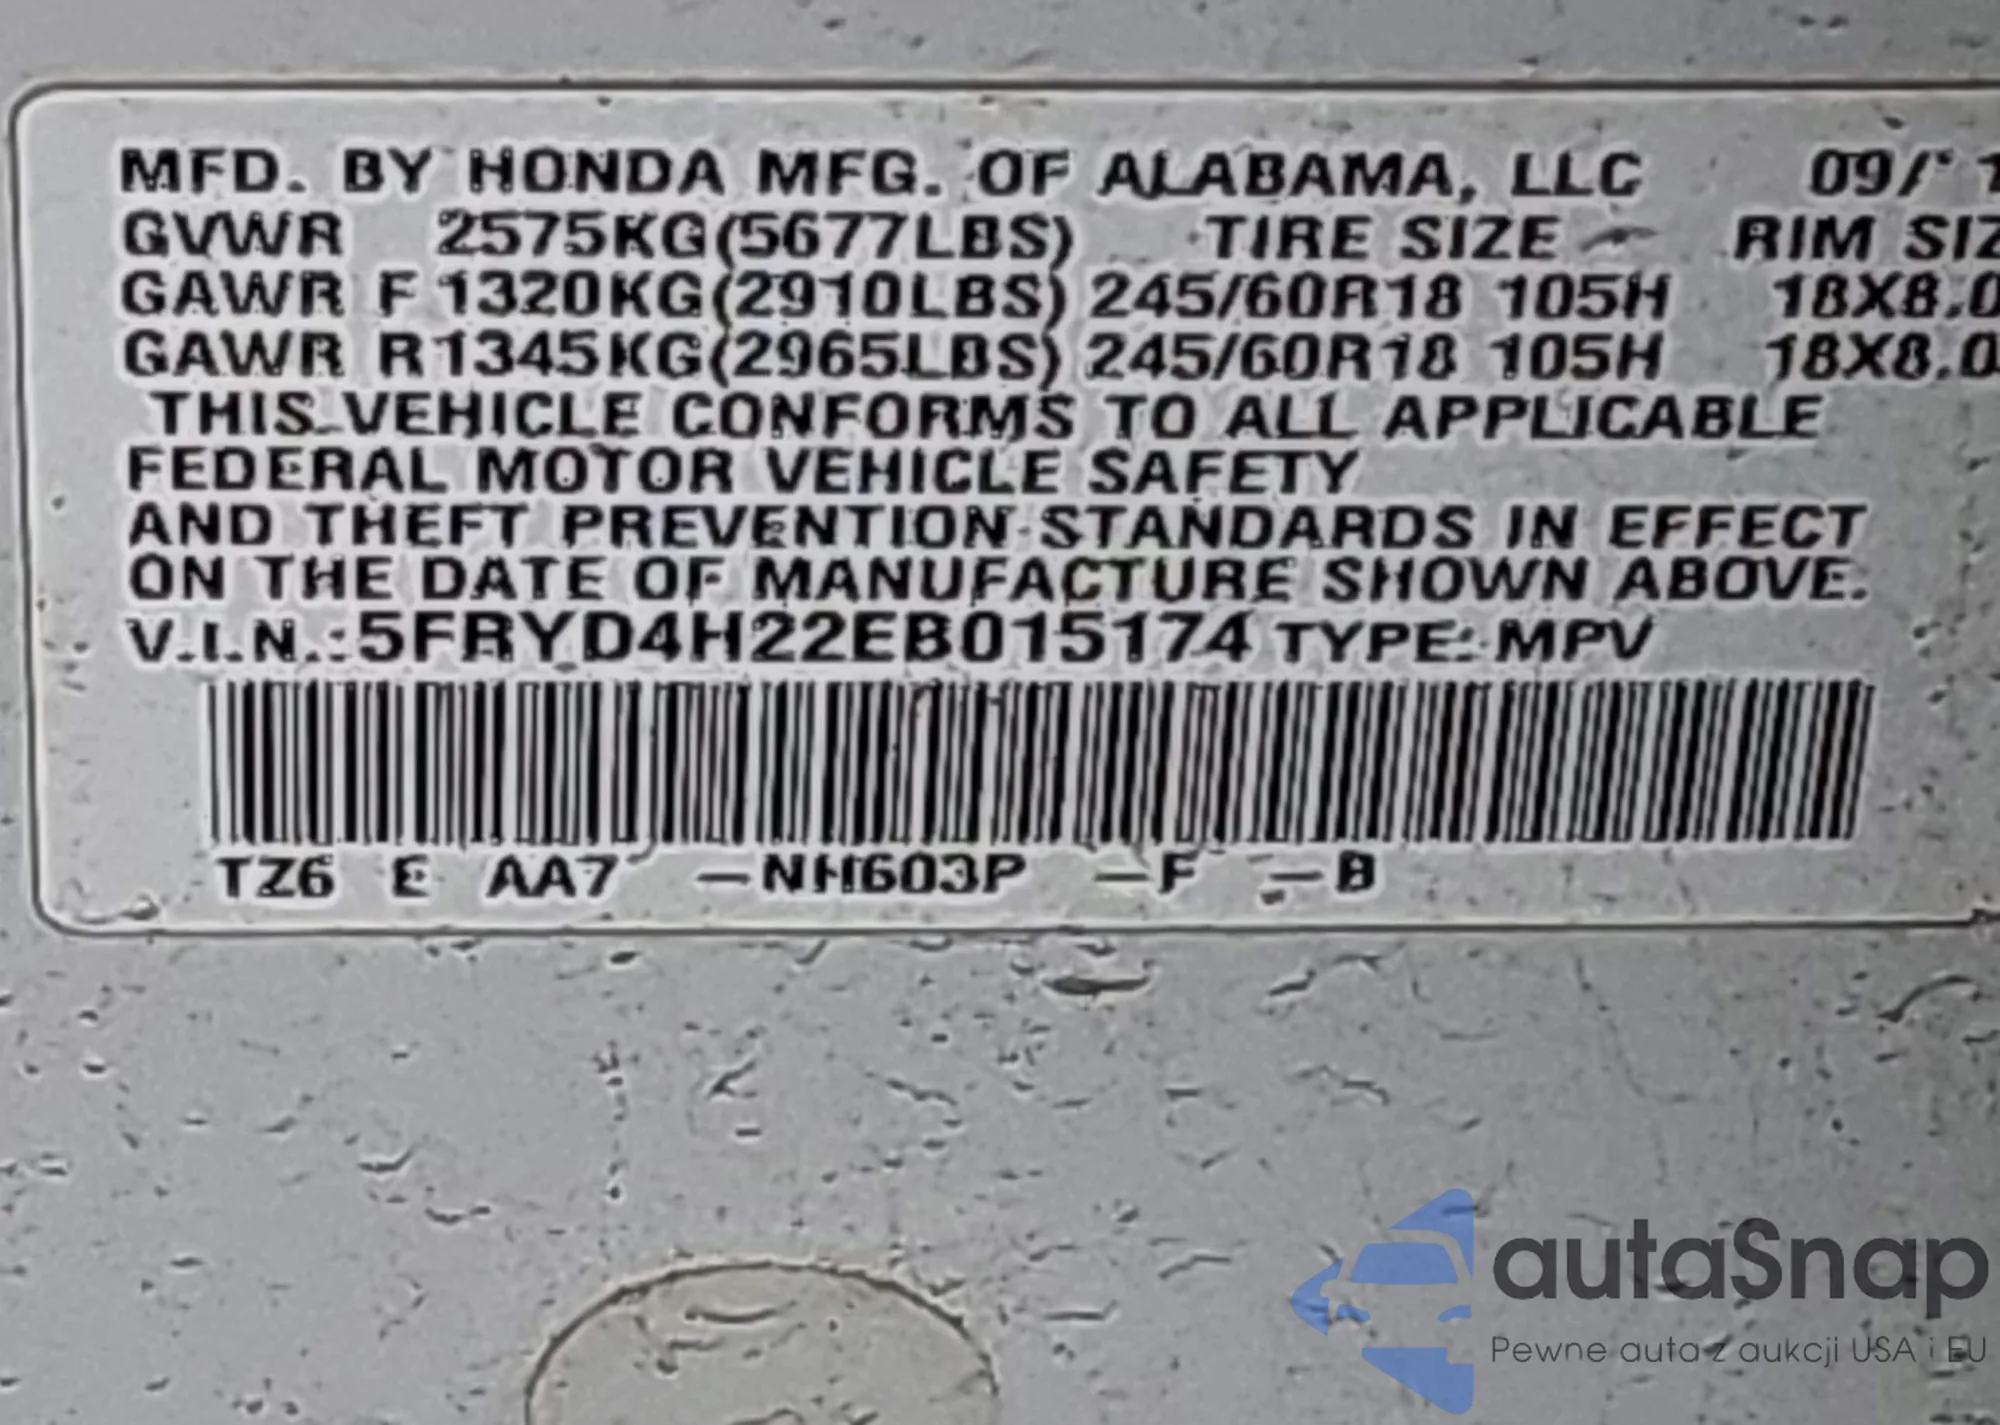 MFD. BY HONDA MFG. OF ALABAMA, LLC 09/
GVWR 2575KG(5677LBS) TIRE SIZE RIM SIZ
GAWR F 1320KG(2910LBS) 245/60R18 105H 18X8.0
GAWR R 1345KG(2965LBS) 245/60R18 105H 18X8.0
THIS VEHICLE CONFORMS TO ALL APPLICABLE
FEDERAL MOTOR VEHICLE SAFETY
AND THEFT PREVENTION STANDARDS IN EFFECT
ON THE DATE OF MANUFACTURE SHOWN ABOVE.
V.I.N.: 5FRYD4H22EB015174 TYPE: MPV
TZ6 E AA7 -NH603P -F -B
autaSnap
Pewne auta z aukcji USA i EU